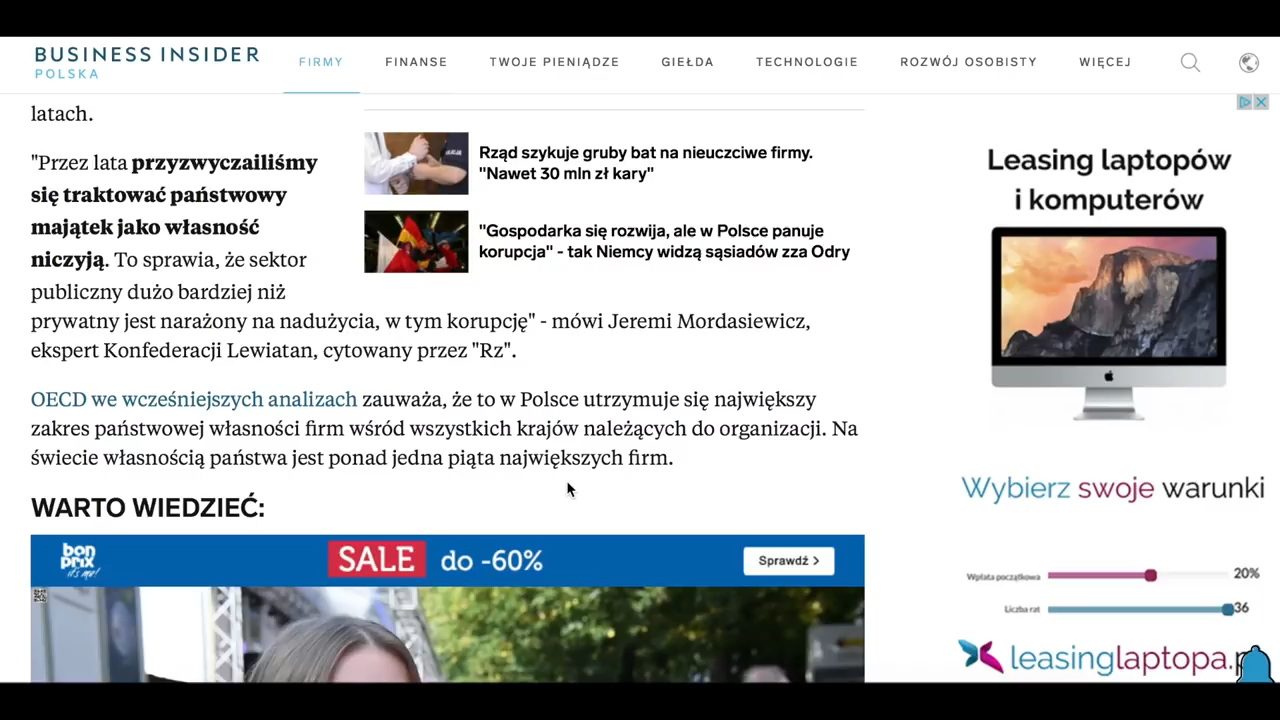 BUSINESS INSIDER
POLSKA
FIRMY FINANSE TWOJE PIENIĄDZE GIEŁDA TECHNOLOGIE ROZWÓJ OSOBISTY WIĘCEJ
latach.
"Przez lata przyzwyczailiśmy
się traktować państwowy
majątek jako własność
niczyją. To sprawia, że sektor
publiczny dużo bardziej niż
prywatny jest narażony na nadużycia, w tym korupcję" - mówi Jeremi Mordasiewicz,
ekspert Konfederacji Lewiatan, cytowany przez "Rz".
Rząd szykuje gruby bat na nieuczciwe firmy.
"Nawet 30 mln zł kary"
"Gospodarka się rozwija, ale w Polsce panuje
korupcja" - tak Niemcy widzą sąsiadów zza Odry
OECD we wcześniejszych analizach zauważa, że to w Polsce utrzymuje się największy
zakres państwowej własności firm wśród wszystkich krajów należących do organizacji. Na
świecie własnością państwa jest ponad jedna piąta największych firm.
WARTO WIEDZIEĆ:
bon
prix
it's me!
SALE do -60%
Sprawdź >
Leasing laptopów
i komputerów
Wybierz swoje warunki
Wpłata początkowa 20%
Liczba rat 36
leasinglaptopa.p